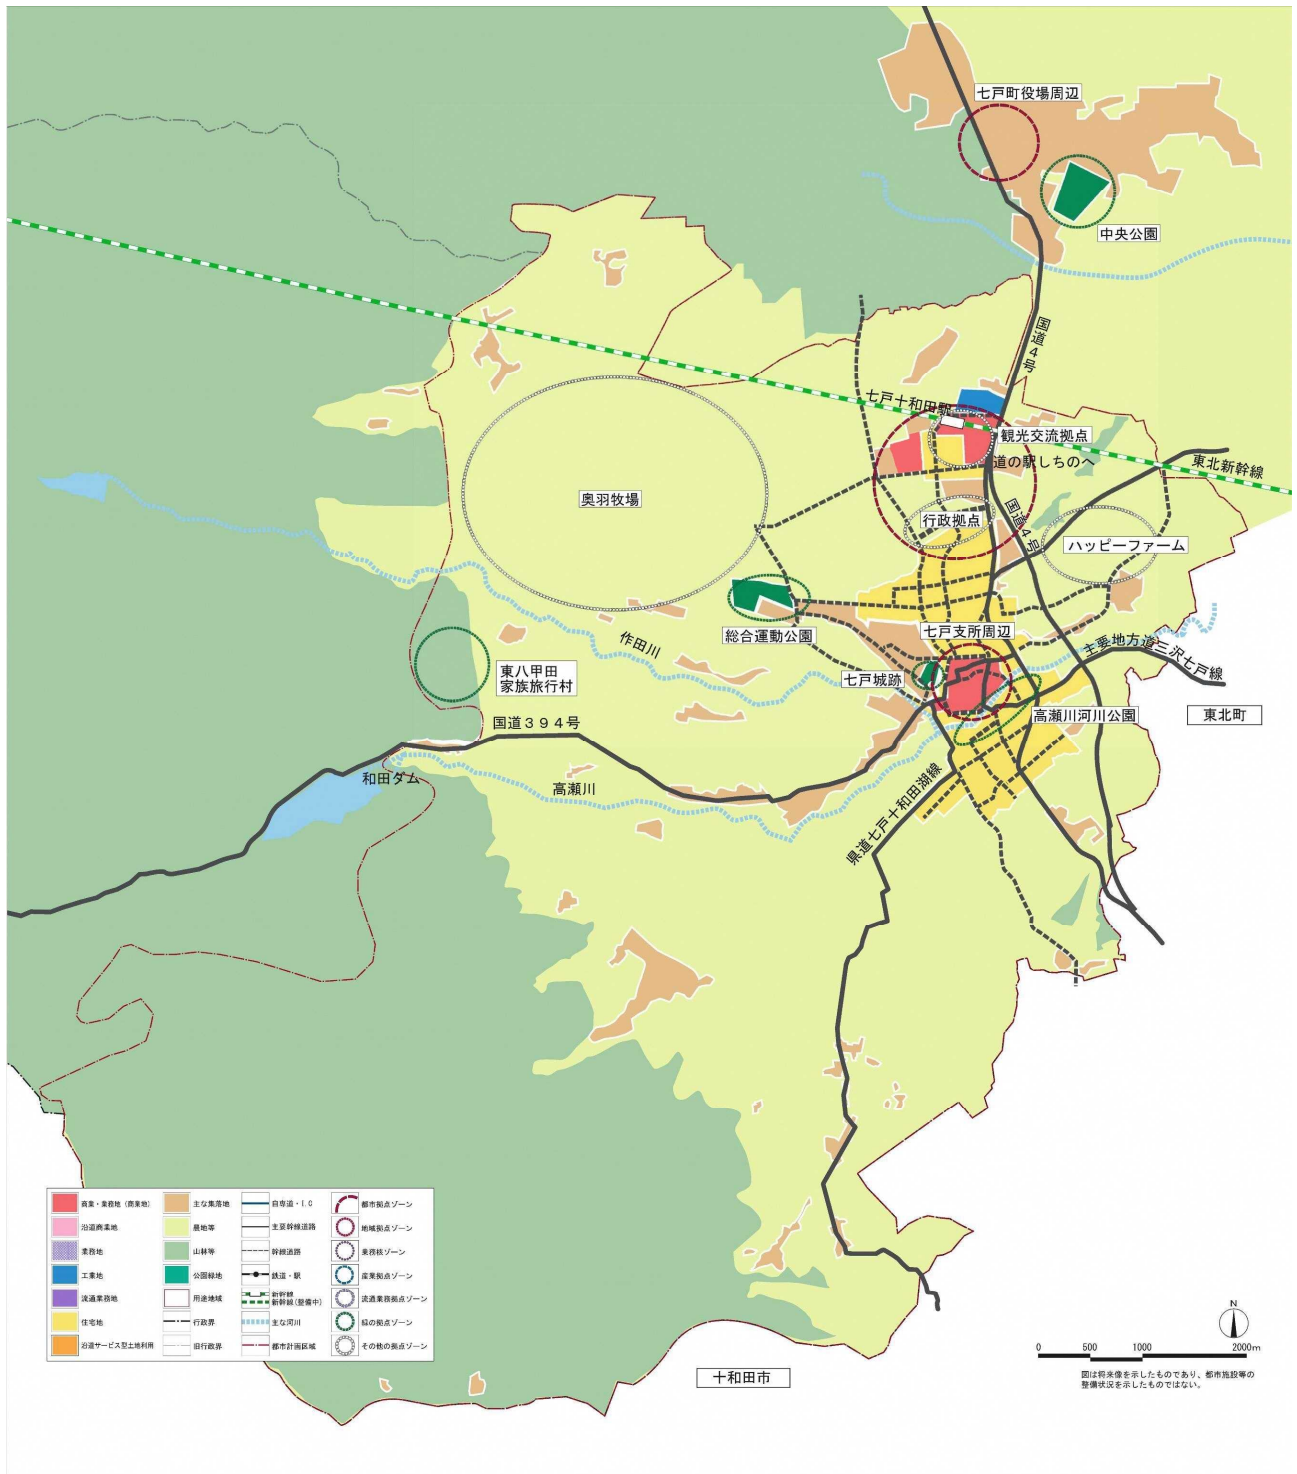 七戸町役場周辺
中央公園
国道4号
七戸十和田駅
観光交流拠点
道の駅しちのへ
東北新幹線
奥羽牧場
行政拠点
国道4号
ハッピーファーム
総合運動公園
七戸支所周辺
作田川
東八甲田
家族旅行村
七戸城跡
主要地方道三沢七戸線
高瀬川河川公園
東北町
国道394号
和田ダム
高瀬川
県道七戸十和田湖線
商業・業務地(商業地)
沿道商業地
業務地
工業地
流通業務地
住宅地
沿道サービス型土地利用
主な集落地
農地等
山林等
公園緑地
用途地域
行政界
旧行政界
自専道・I.C
主要幹線道路
幹線道路
鉄道・駅
新幹線
新幹線(整備中)
主な河川
都市計画区域
都市拠点ゾーン
地域拠点ゾーン
業務核ゾーン
産業拠点ゾーン
流通業務拠点ゾーン
緑の拠点ゾーン
その他の拠点ゾーン
十和田市
N
0 500 1000 2000m
図は将来像を示したものであり、都市施設等の
整備状況を示したものではない。